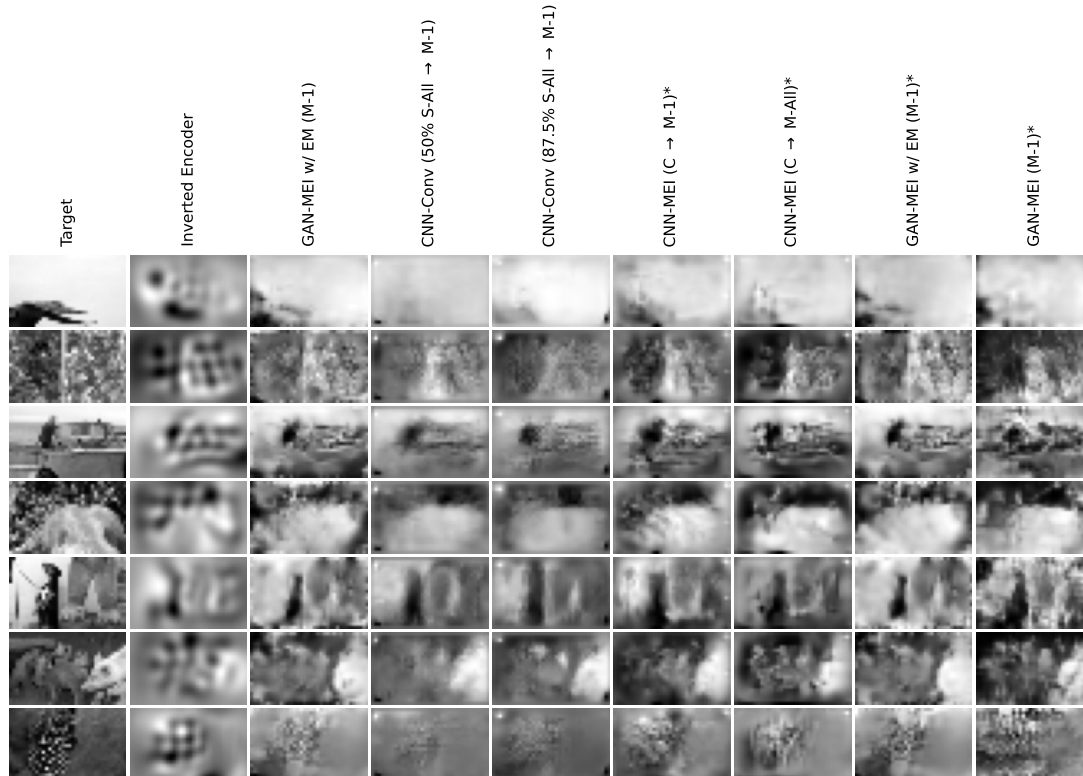 Target
Inverted Encoder
GAN-MEI w/ EM (M-1)
CNN-Conv (50% S-All → M-1)
CNN-Conv (87.5% S-All → M-1)
CNN-MEI (C → M-1)*
CNN-MEI (C → M-All)*
GAN-MEI w/ EM (M-1)*
GAN-MEI (M-1)*